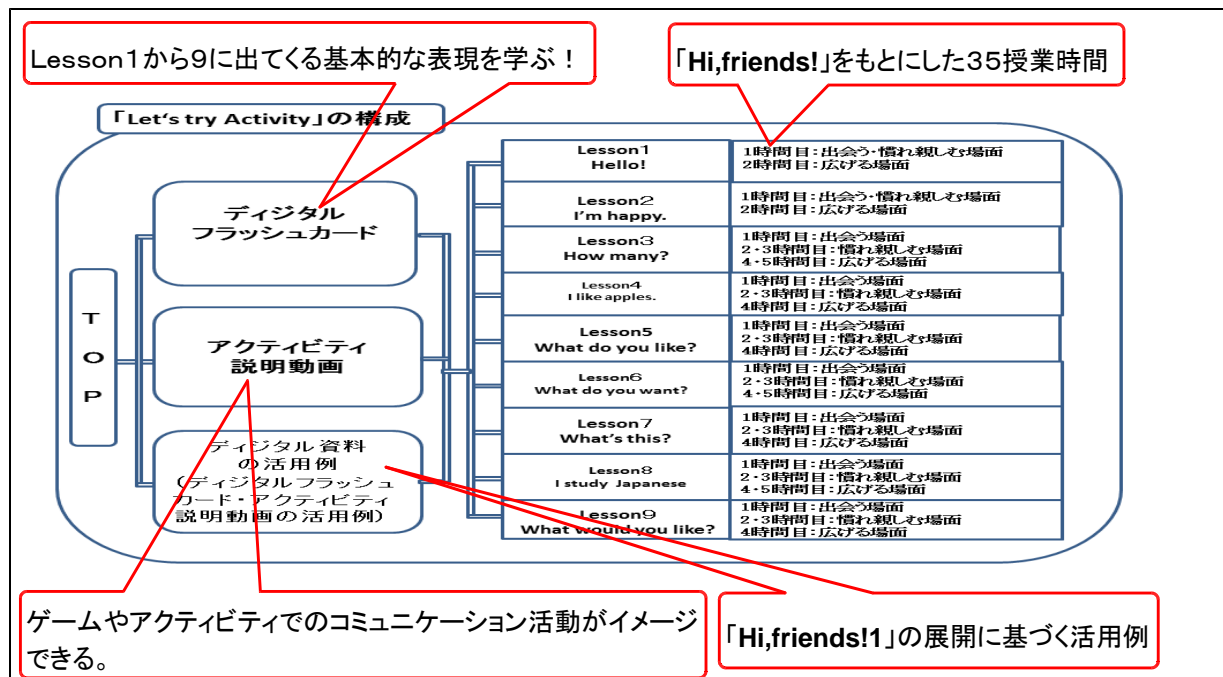 Lesson1から9に出てくる基本的な表現を学ぶ！
「Hi,friends!」をもとにした35授業時間
「Let's try Activity」の構成
TOP
ディジタル
フラッシュカード
アクティビティ
説明動画
ディジタル資料
の活用例
(ディジタルフラッシュ
カード・アクティビティ
説明動画の活用例)
Lesson1
Hello!
1時間目:出会う・慣れ親しむ場面
2時間目:広げる場面
Lesson2
I'm happy.
1時間目:出会う・慣れ親しむ場面
2時間目:広げる場面
Lesson3
How many?
1時間目:出会う場面
2・3時間目:慣れ親しむ場面
4・5時間目:広げる場面
Lesson4
I like apples.
1時間目:出会う場面
2・3時間目:慣れ親しむ場面
4時間目:広げる場面
Lesson5
What do you like?
1時間目:出会う場面
2・3時間目:慣れ親しむ場面
4時間目:広げる場面
Lesson6
What do you want?
1時間目:出会う場面
2・3時間目:慣れ親しむ場面
4・5時間目:広げる場面
Lesson7
What's this?
1時間目:出会う場面
2・3時間目:慣れ親しむ場面
4時間目:広げる場面
Lesson8
I study Japanese
1時間目:出会う場面
2・3時間目:慣れ親しむ場面
4・5時間目:広げる場面
Lesson9
What would you like?
1時間目:出会う場面
2・3時間目:慣れ親しむ場面
4時間目:広げる場面
ゲームやアクティビティでのコミュニケーション活動がイメージ
できる。
「Hi,friends!1」の展開に基づく活用例